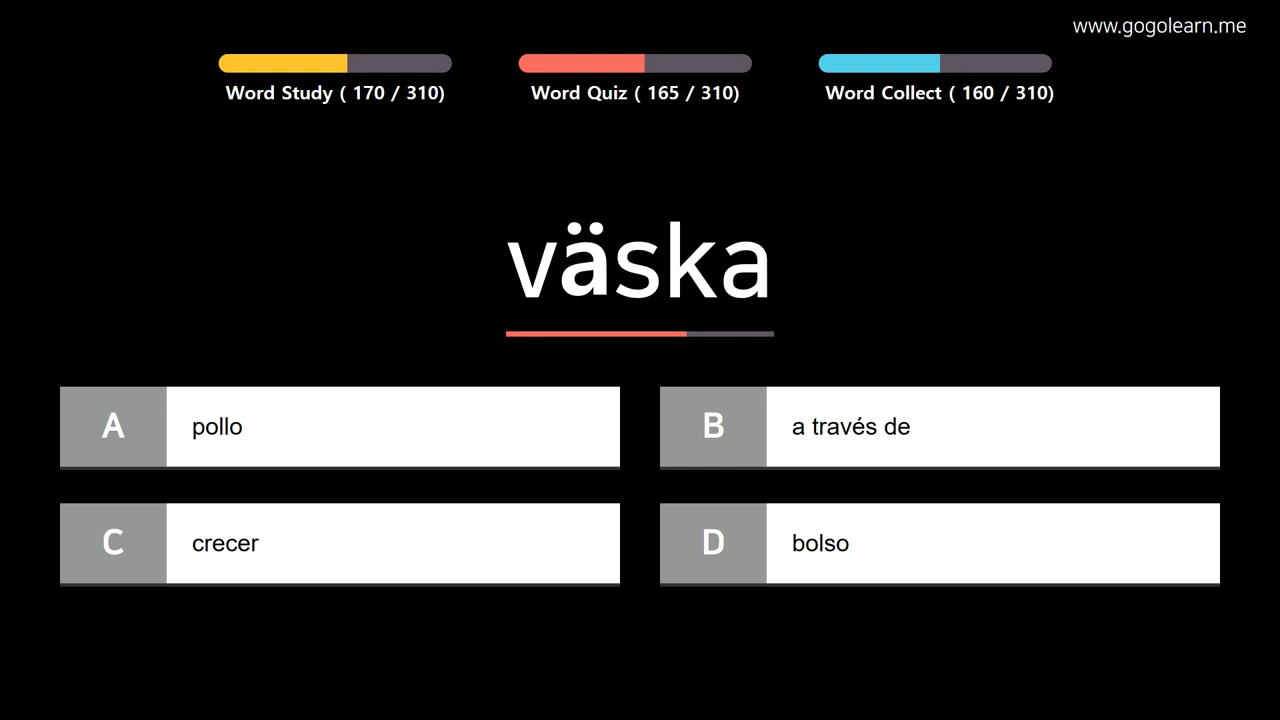 www.gogolearn.me
Word Study ( 170 / 310)
Word Quiz ( 165 / 310)
Word Collect ( 160 / 310)
väska
A pollo
B a través de
C crecer
D bolso